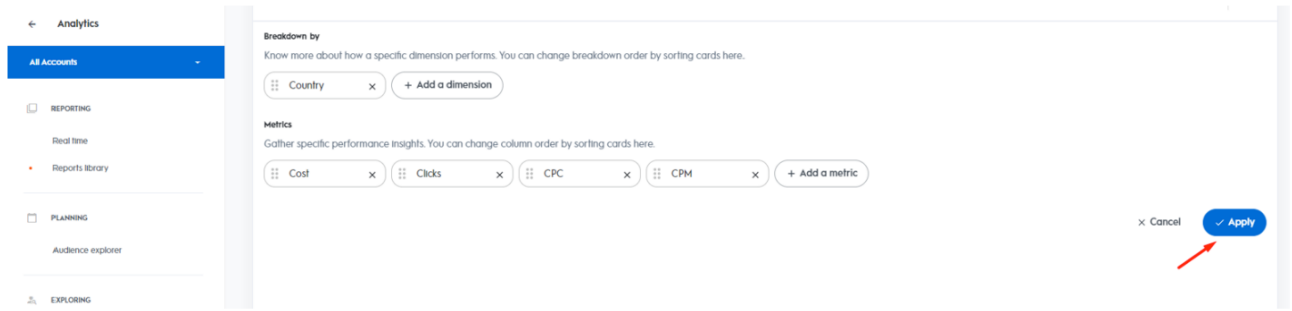 Analytics
All Accounts
REPORTING
Real time
Reports library
PLANNING
Audience explorer
EXPLORING
Breakdown by
Know more about how a specific dimension performs. You can change breakdown order by sorting cards here.
Country
+ Add a dimension
Metrics
Gather specific performance insights. You can change column order by sorting cards here.
Cost
Clicks
CPC
CPM
+ Add a metric
Cancel
Apply